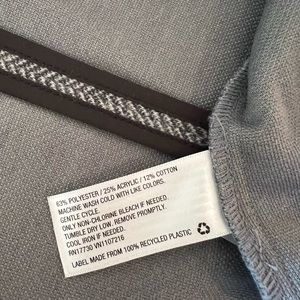 63% POLYESTER / 25% ACRYLIC / 12% COTTON
MACHINE WASH COLD WITH LIKE COLORS.
GENTLE CYCLE.
ONLY NON-CHLORINE BLEACH IF NEEDED.
TUMBLE DRY LOW, REMOVE PROMPTLY.
COOL IRON IF NEEDED.
RN17730 VN1107216
LABEL MADE FROM 100% RECYCLED PLASTIC